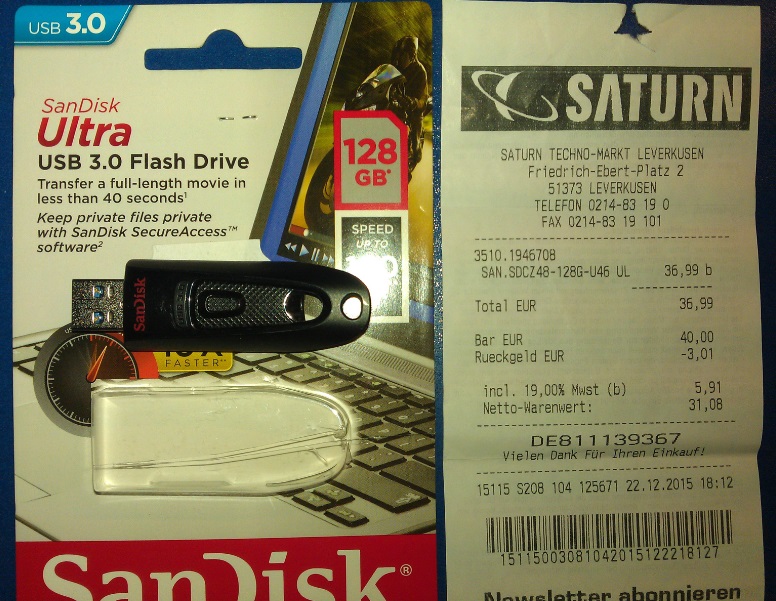 USB 3.0
SanDisk
Ultra
USB 3.0 Flash Drive
Transfer a full-length movie in
less than 40 seconds¹
Keep private files private
with SanDisk SecureAccess™
software²
128
GB*
SPEED
UP TO
SanDisk
FASTER**
SanDisk®
SATURN
SATURN TECHNO-MARKT LEVERKUSEN
Friedrich-Ebert-Platz 2
51373 LEVERKUSEN
TELEFON 0214-83 19 0
FAX 0214-83 19 101
3510.1946708
SAN.SDCZ48-128G-U46 UL 36,99 b
Total EUR 36,99
Bar EUR 40,00
Rueckgeld EUR -3,01
incl. 19,00% Mwst (b) 5,91
Netto-Warenwert: 31,08
DE811139367
Vielen Dank Für Ihren Einkauf!
15115 S208 104 125671 22.12.2015 18:12
15115003081042015122218127
Newsletter abonnieren